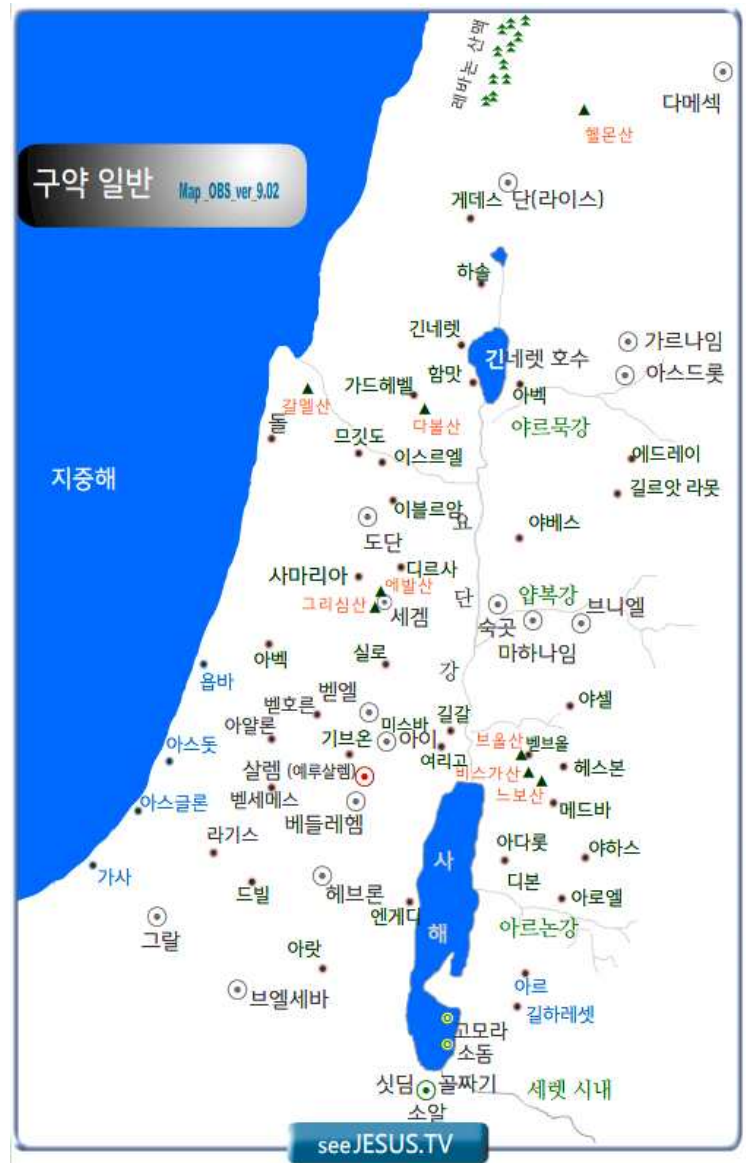 레바논 산맥
다메섹
헬몬산
구약 일반 Map_OBS_ver_9.02
게데스 단(라이스)
하솔
긴네렛
긴네렛 호수
가르나임
함맛
아스드롯
가드헤벨
아벡
갈멜산
다볼산
야르묵강
돌
므깃도
이스르엘
에드레이
지중해
길르앗 라못
이블르암
요단강
도단
야베스
사마리아
디르사
에발산
그리심산
세겜
얍복강
브니엘
숙곳
마하나임
아벡
실로
욥바
벧엘
벧호른
야셀
미스바
길갈
아얄론
기브온
아이
여리고
보올산
벧브올
아스돗
살렘 (예루살렘)
비스가산
헤스본
벧세메스
느보산
아스글론
베들레헴
메드바
라기스
사해
아다롯
야하스
가사
드빌
헤브론
디본
엔게디
아로엘
그랄
아르논강
아랏
브엘세바
아르
길하레셋
고모라
소돔
싯딤 골짜기
세렛 시내
소알
seeJESUS.TV